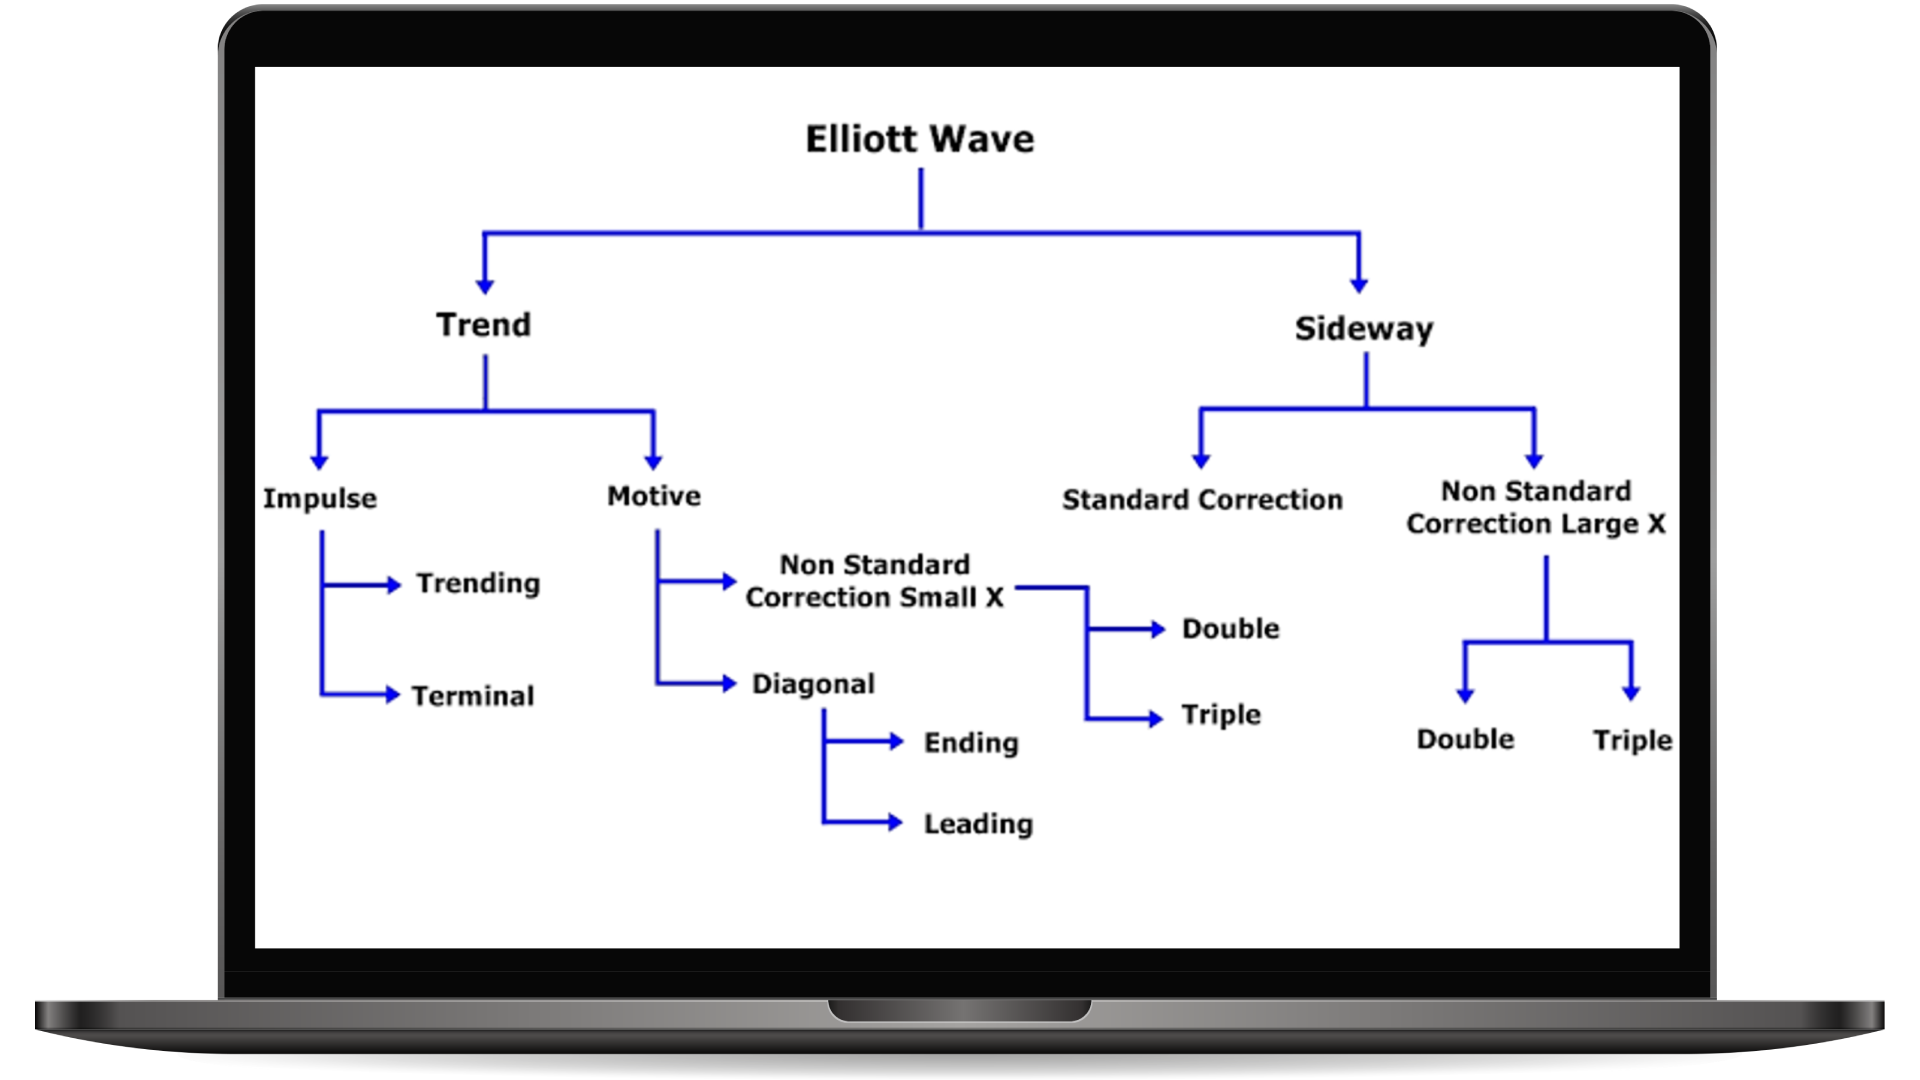 Elliott Wave
Trend
Sideway
Impulse
Motive
Standard Correction
Non Standard
Correction Large X
Trending
Terminal
Non Standard
Correction Small X
Diagonal
Ending
Leading
Double
Triple
Double
Triple